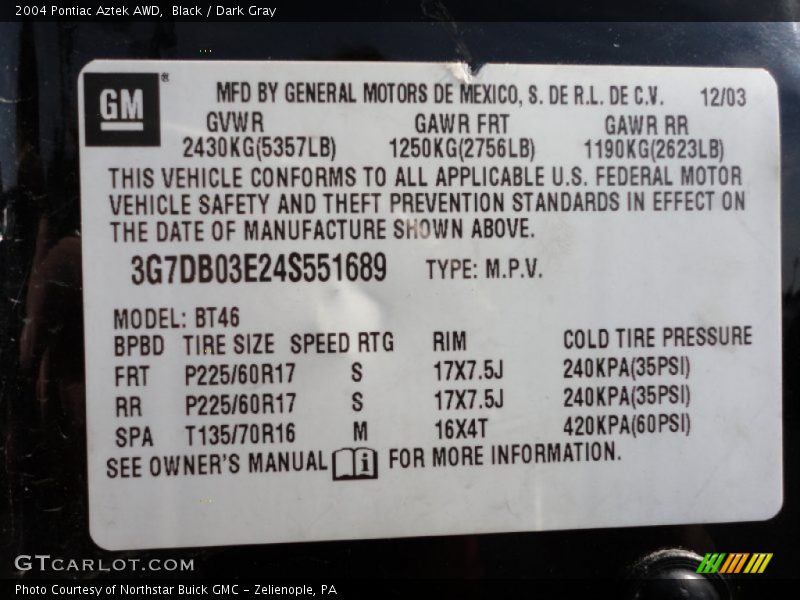 2004 Pontiac Aztek AWD,  Black / Dark Gray
GM ® MFD BY GENERAL MOTORS DE MEXICO, S. DE R.L. DE C.V. 12/03
GVWR GAWR FRT GAWR RR
2430KG(5357LB) 1250KG(2756LB) 1190KG(2623LB)
THIS VEHICLE CONFORMS TO ALL APPLICABLE U.S. FEDERAL MOTOR
VEHICLE SAFETY AND THEFT PREVENTION STANDARDS IN EFFECT ON
THE DATE OF MANUFACTURE SHOWN ABOVE.
3G7DB03E24S551689 TYPE: M.P.V.
MODEL: BT46
BPBD TIRE SIZE SPEED RTG RIM COLD TIRE PRESSURE
FRT P225/60R17 S 17X7.5J 240KPA(35PSI)
RR P225/60R17 S 17X7.5J 240KPA(35PSI)
SPA T135/70R16 M 16X4T 420KPA(60PSI)
SEE OWNER'S MANUAL i FOR MORE INFORMATION.
GTCARLOT.COM
Photo Courtesy of Northstar Buick GMC - Zelienople, PA